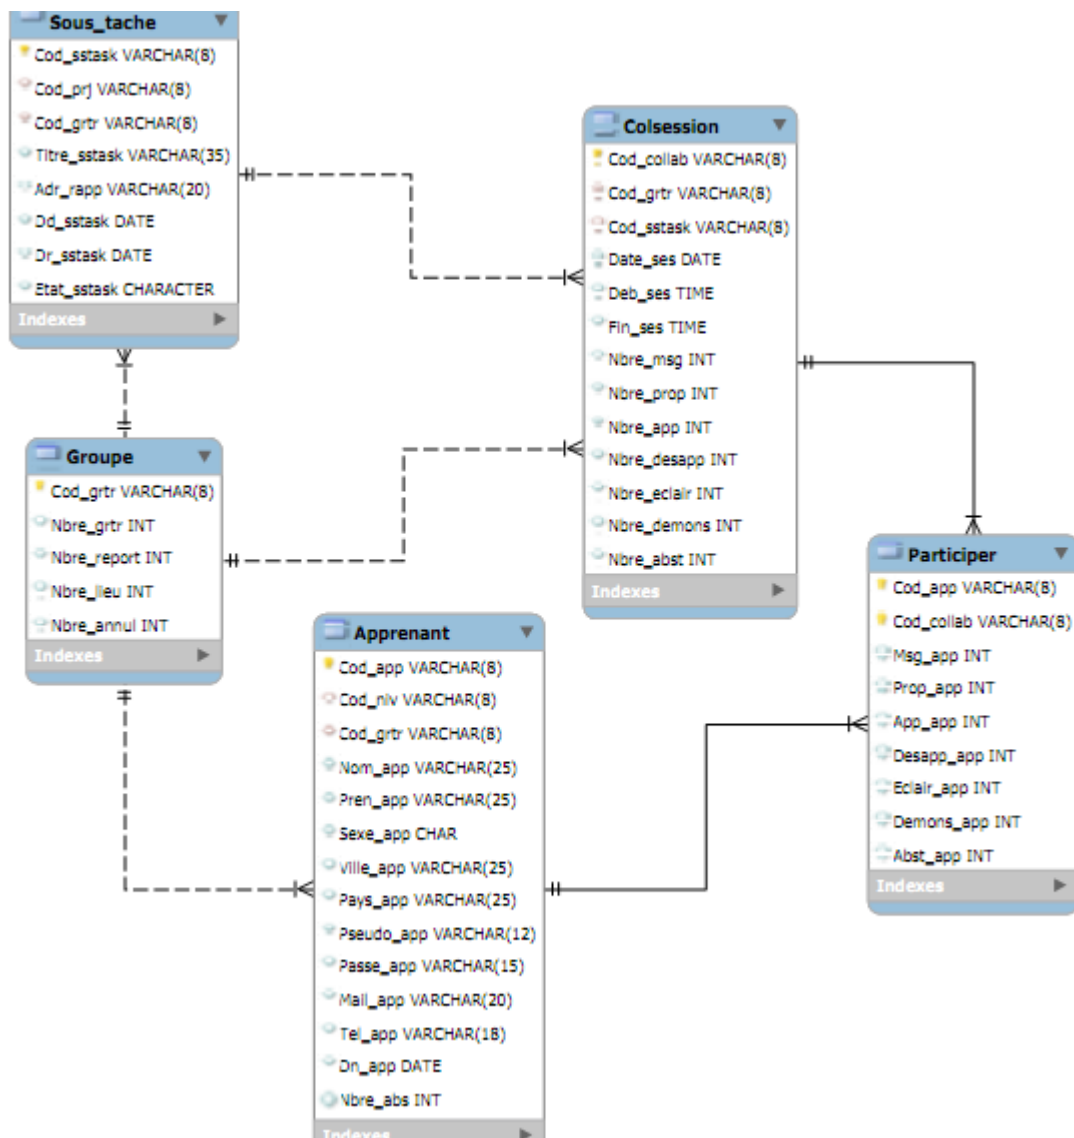 Sous_tache
Cod_sstask VARCHAR(8)
Cod_prj VARCHAR(8)
Cod_grtr VARCHAR(8)
Titre_sstask VARCHAR(35)
Adr_rapp VARCHAR(20)
Dd_sstask DATE
Dr_sstask DATE
Etat_sstask CHARACTER
Indexes
Colsession
Cod_collab VARCHAR(8)
Cod_grtr VARCHAR(8)
Cod_sstask VARCHAR(8)
Date_ses DATE
Deb_ses TIME
Fin_ses TIME
Nbre_msg INT
Nbre_prop INT
Nbre_app INT
Nbre_desapp INT
Nbre_eclair INT
Nbre_demons INT
Nbre_abst INT
Indexes
Groupe
Cod_grtr VARCHAR(8)
Nbre_grtr INT
Nbre_report INT
Nbre_lieu INT
Nbre_annul INT
Indexes
Apprenant
Cod_app VARCHAR(8)
Cod_niv VARCHAR(8)
Cod_grtr VARCHAR(8)
Nom_app VARCHAR(25)
Pren_app VARCHAR(25)
Sexe_app CHAR
Ville_app VARCHAR(25)
Pays_app VARCHAR(25)
Pseudo_app VARCHAR(12)
Passe_app VARCHAR(15)
Mail_app VARCHAR(20)
Tel_app VARCHAR(18)
Dn_app DATE
Nbre_abs INT
Indexes
Participer
Cod_app VARCHAR(8)
Cod_collab VARCHAR(8)
Msg_app INT
Prop_app INT
App_app INT
Desapp_app INT
Eclair_app INT
Demons_app INT
Abst_app INT
Indexes